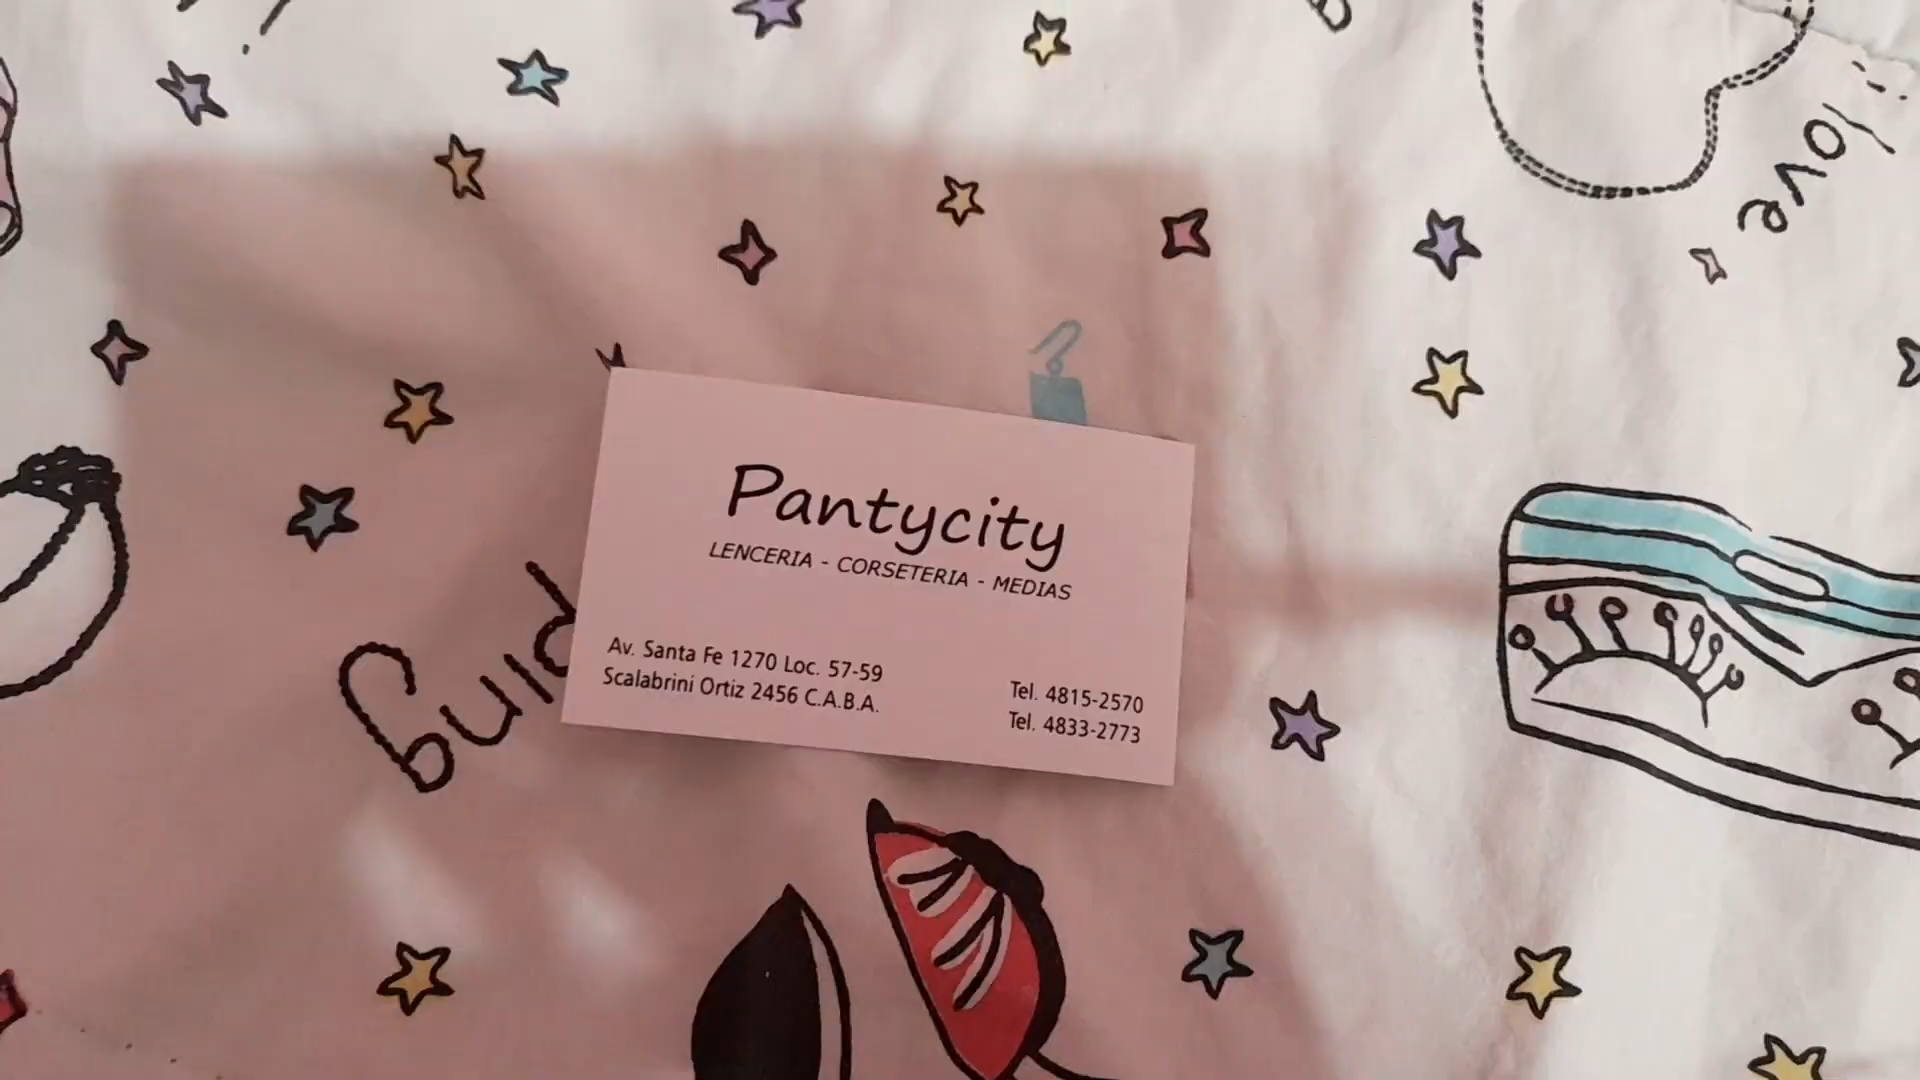 love
Pantycity
LENCERIA - CORSETERIA - MEDIAS
Av. Santa Fe 1270 Loc. 57-59
Scalabrini Ortiz 2456 C.A.B.A.
Tel. 4815-2570
Tel. 4833-2773